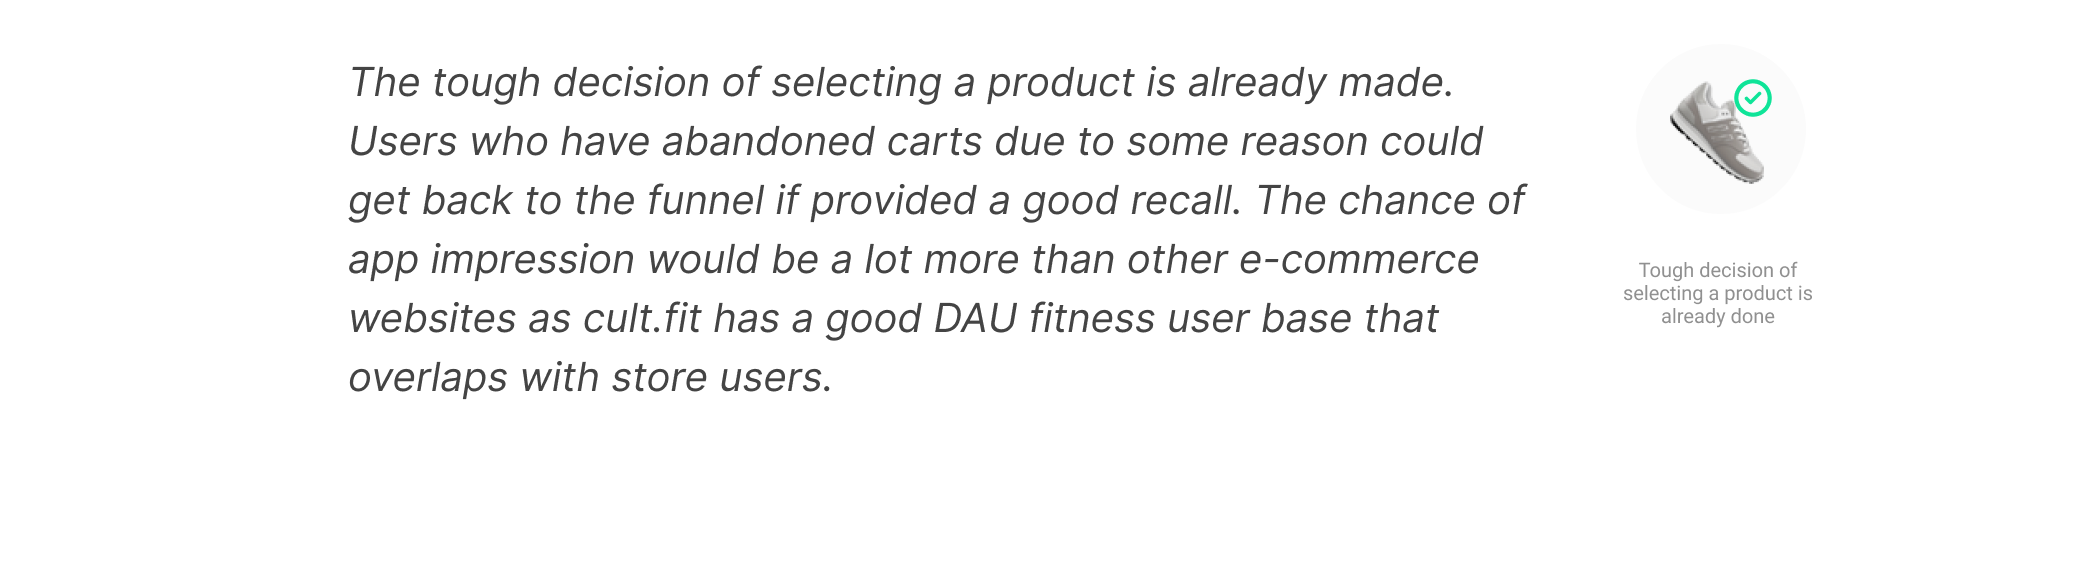 The tough decision of selecting a product is already made.
Users who have abandoned carts due to some reason could
get back to the funnel if provided a good recall. The chance of
app impression would be a lot more than other e-commerce
websites as cult.fit has a good DAU fitness user base that
overlaps with store users.
Tough decision of
selecting a product is
already done